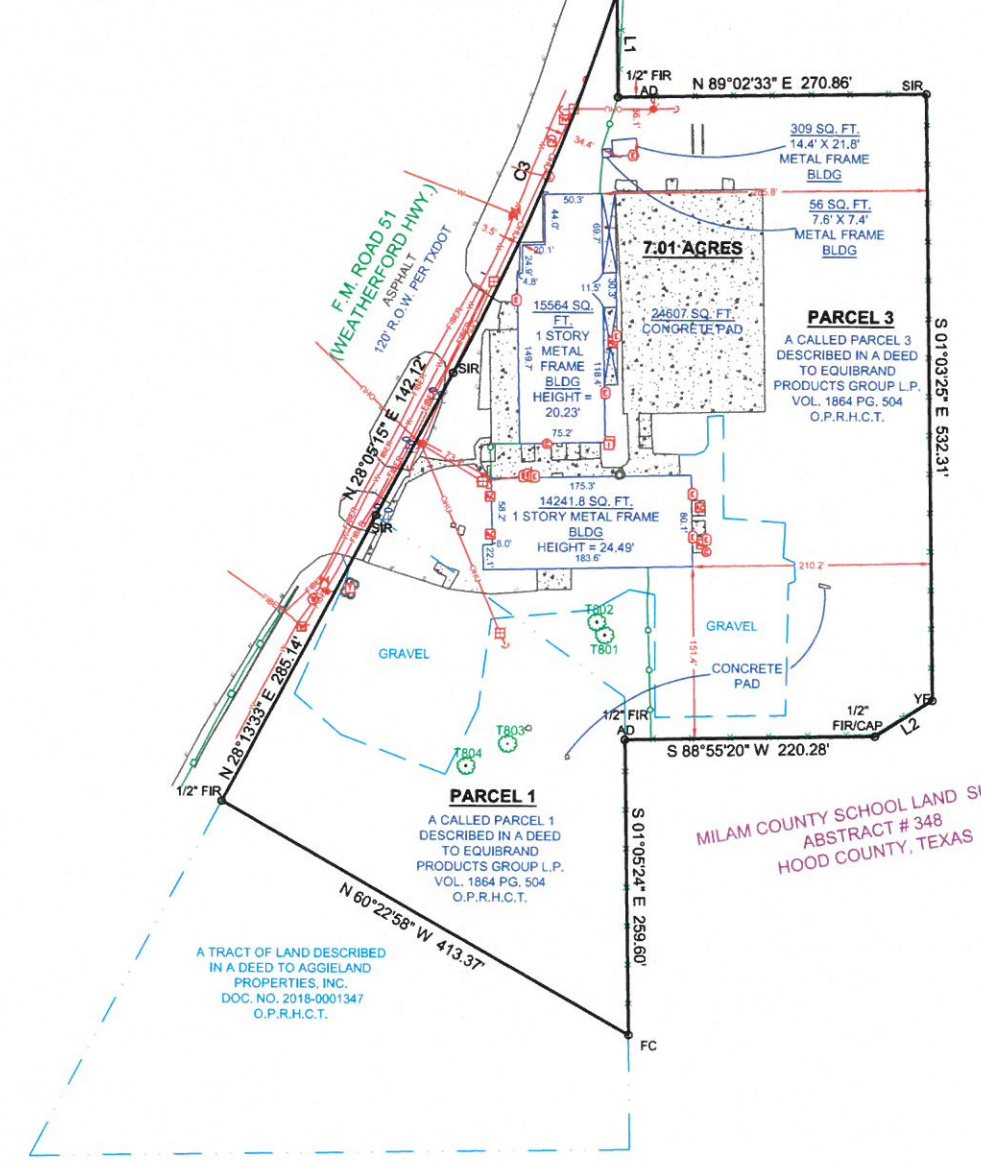 L1
1/2" FIR
AD
N 89°02'33" E 270.86'
SIR
36.1'
34.4'
309 SQ. FT.
14.4' X 21.8'
METAL FRAME
BLDG
C3
50.3'
285.8'
56 SQ. FT.
7.6' X 7.4'
METAL FRAME
BLDG
44.0'
69.7'
3.5'
20.1'
24.9'
4.8'
7.01 ACRES
F.M. ROAD 51
(WEATHERFORD HWY.)
ASPHALT
120' R.O.W. PER TXDOT
11.5'
30.3'
15564 SQ.
FT.
1 STORY
METAL
FRAME
BLDG
HEIGHT =
20.23'
149.7'
118.4'
75.2'
24607 SQ. FT.
CONCRETE PAD
PARCEL 3
A CALLED PARCEL 3
DESCRIBED IN A DEED
TO EQUIBRAND
PRODUCTS GROUP L.P.
VOL. 1864 PG. 504
O.P.R.H.C.T.
S 01°03'25" E 532.31'
SIR
N 28°05'15" E 142.12'
FIBER
OHU
SIR
175.3'
58.2'
14241.8 SQ. FT.
1 STORY METAL FRAME
BLDG
HEIGHT = 24.49'
80.1'
8.0'
22.1'
183.6'
210.2'
OHU
T802
T801
GRAVEL
GRAVEL
151.4'
CONCRETE
PAD
N 28°13'33" E 285.14'
1/2" FIR
AD
1/2"
FIR/CAP
YF
L2
S 88°55'20" W 220.28'
T803
T804
1/2" FIR
PARCEL 1
A CALLED PARCEL 1
DESCRIBED IN A DEED
TO EQUIBRAND
PRODUCTS GROUP L.P.
VOL. 1864 PG. 504
O.P.R.H.C.T.
MILAM COUNTY SCHOOL LAND
ABSTRACT # 348
HOOD COUNTY, TEXAS
S 01°05'24" E 259.60'
N 60°22'58" W 413.37'
A TRACT OF LAND DESCRIBED
IN A DEED TO AGGIELAND
PROPERTIES, INC.
DOC. NO. 2018-0001347
O.P.R.H.C.T.
FC